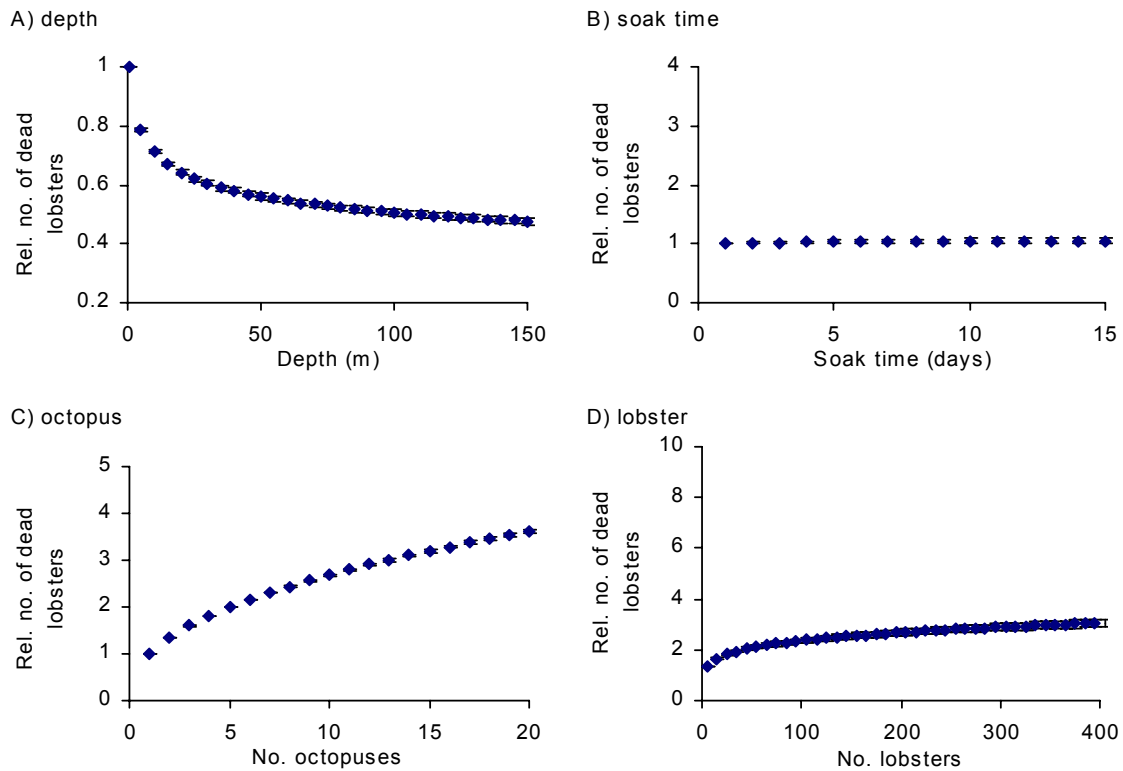 A) depth
Rel. no. of dead
lobsters
1
0.8
0.6
0.4
0.2
0
50
100
150
Depth (m)
B) soak time
Rel. no. of dead
lobsters
4
3
2
1
0
0
5
10
15
Soak time (days)
C) octopus
Rel. no. of dead
lobsters
5
4
3
2
1
0
0
5
10
15
20
No. octopuses
D) lobster
Rel. no. of dead
lobsters
10
8
6
4
2
0
0
100
200
300
400
No. lobsters